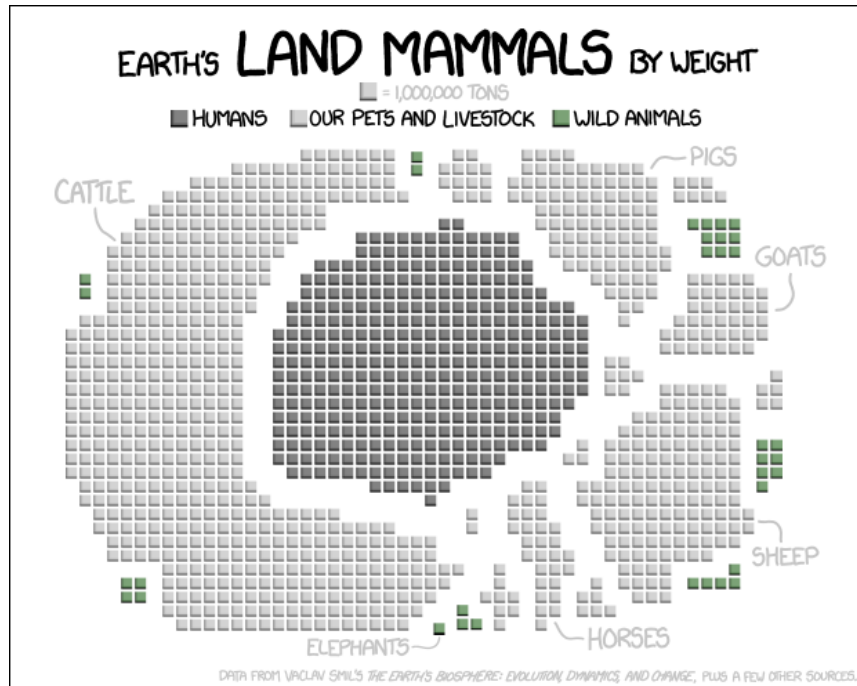 EARTH'S LAND MAMMALS BY WEIGHT
= 1,000,000 TONS
HUMANS OUR PETS AND LIVESTOCK WILD ANIMALS
PIGS
CATTLE
GOATS
SHEEP
HORSES
ELEPHANTS
DATA FROM VACLAV SMIL'S THE EARTH'S BIOSPHERE: EVOLUTION, DYNAMICS, AND CHANGE, PLUS A FEW OTHER SOURCES.